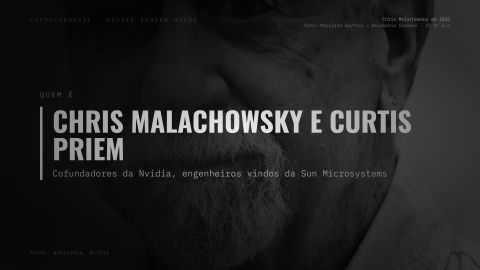 Chris Malachowsky em 2025
QUEM É
CHRIS MALACHOWSKY E CURTIS
PRIEM
Cofundadores da Nvidia, engenheiros vindos da Sun Microsystems
Fonte: Wikipédia, Nvidia